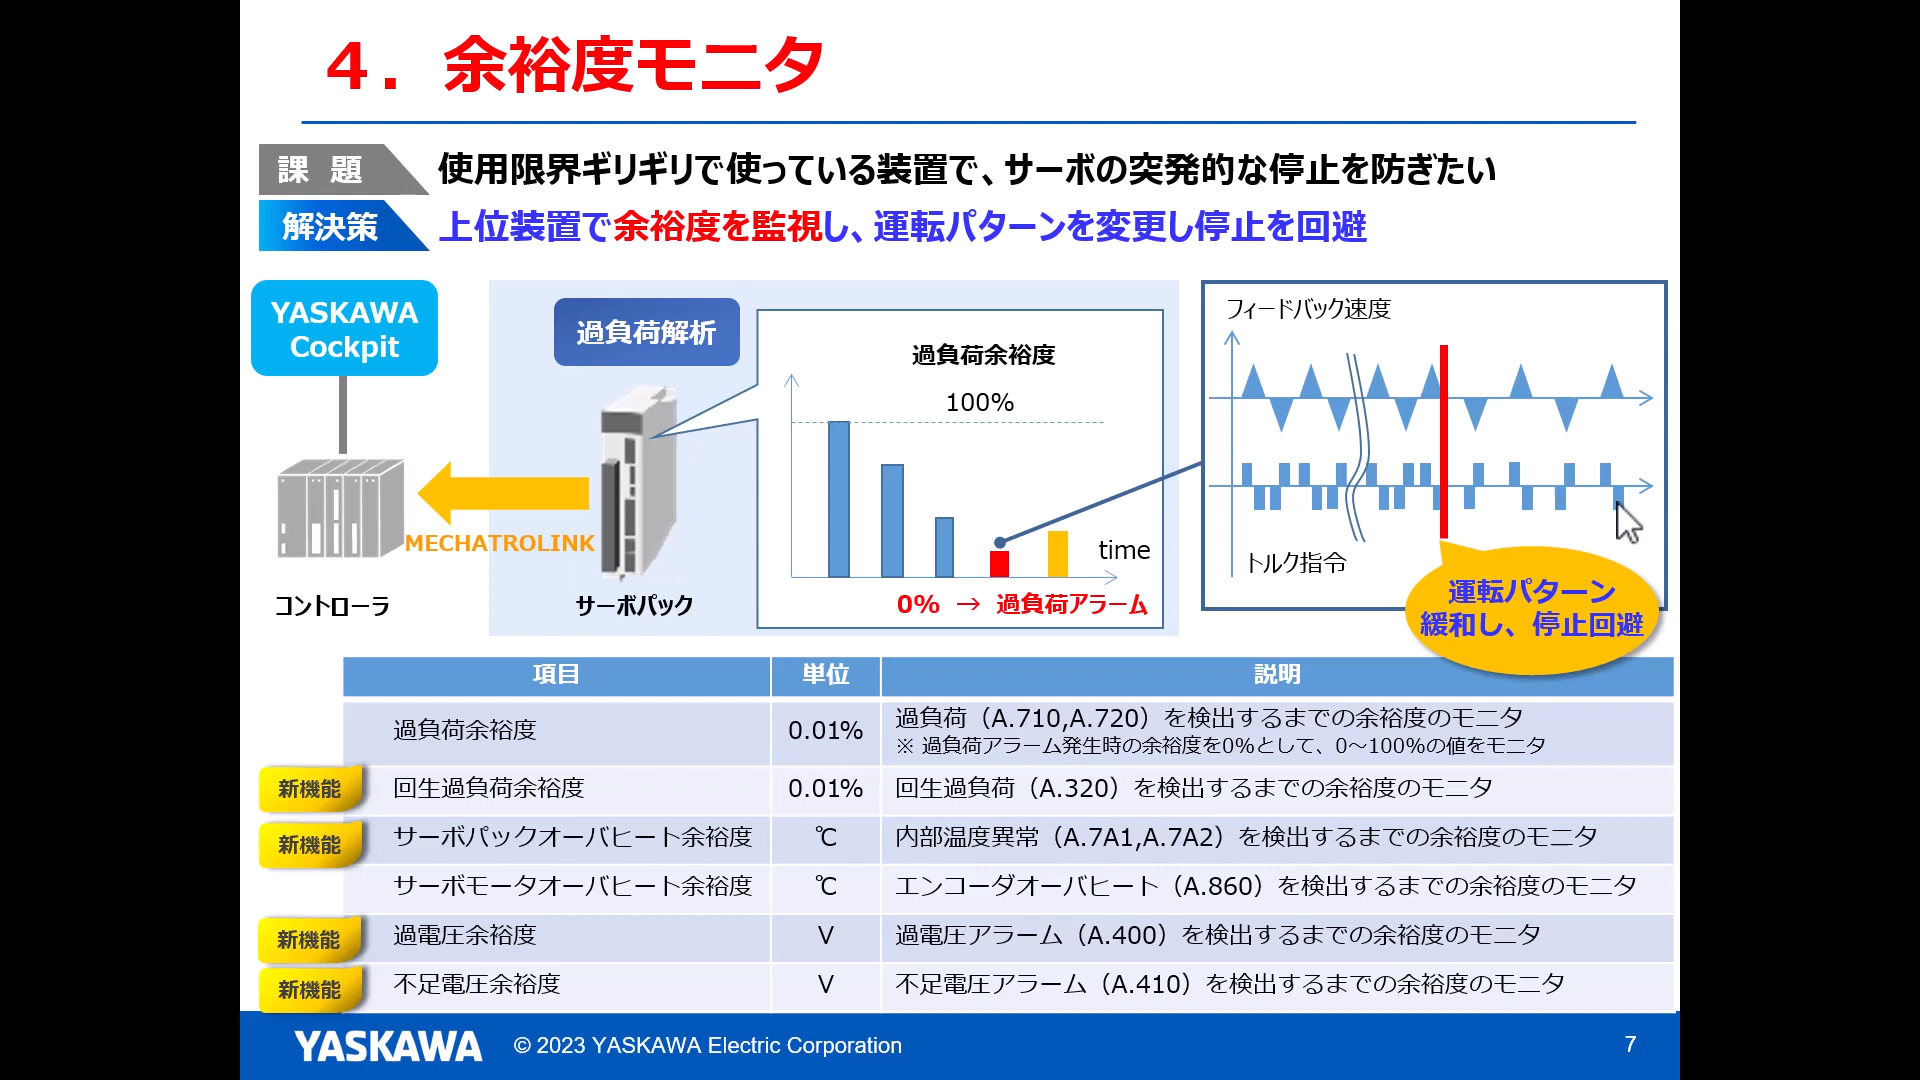 ４．余裕度モニタ
課 題
使用限界ギリギリで使っている装置で、サーボの突発的な停止を防ぎたい
解決策
上位装置で余裕度を監視し、運転パターンを変更し停止を回避
YASKAWA
Cockpit
コントローラ
MECHATROLINK
過負荷解析
サーボパック
過負荷余裕度
100%
time
0% → 過負荷アラーム
フィードバック速度
トルク指令
運転パターン
緩和し、停止回避
項目 単位 説明
過負荷余裕度 0.01% 過負荷（A.710,A.720）を検出するまでの余裕度のモニタ
※ 過負荷アラーム発生時の余裕度を0%として、0～100%の値をモニタ
新機能 回生過負荷余裕度 0.01% 回生過負荷（A.320）を検出するまでの余裕度のモニタ
新機能 サーボパックオーバヒート余裕度 ℃ 内部温度異常（A.7A1,A.7A2）を検出するまでの余裕度のモニタ
サーボモータオーバヒート余裕度 ℃ エンコーダオーバヒート（A.860）を検出するまでの余裕度のモニタ
新機能 過電圧余裕度 V 過電圧アラーム（A.400）を検出するまでの余裕度のモニタ
新機能 不足電圧余裕度 V 不足電圧アラーム（A.410）を検出するまでの余裕度のモニタ
YASKAWA © 2023 YASKAWA Electric Corporation 7